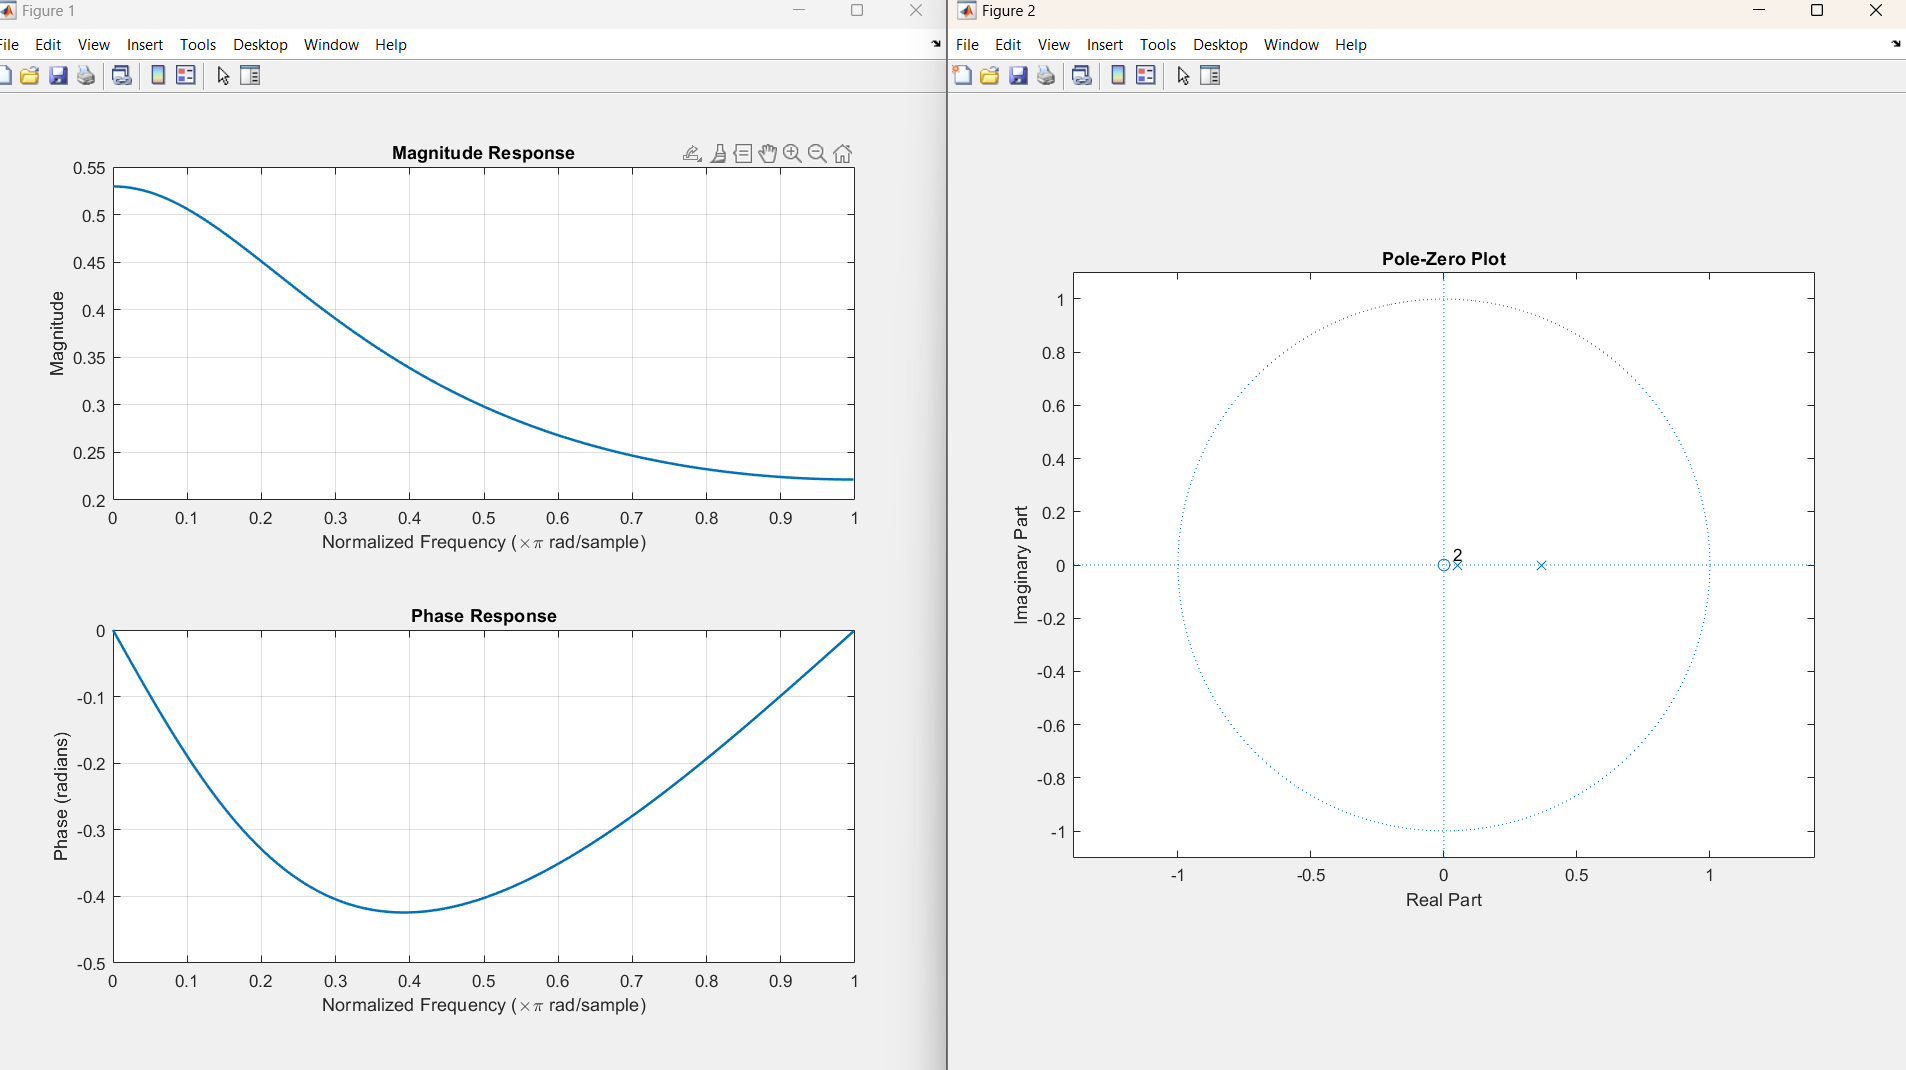 Figure 1
File Edit View Insert Tools Desktop Window Help
Magnitude Response
0.55
0.5
0.45
0.4
0.35
0.3
0.25
0.2
Magnitude
0 0.1 0.2 0.3 0.4 0.5 0.6 0.7 0.8 0.9 1
Normalized Frequency (×π rad/sample)
Phase Response
0
-0.1
-0.2
-0.3
-0.4
-0.5
Phase (radians)
0 0.1 0.2 0.3 0.4 0.5 0.6 0.7 0.8 0.9 1
Normalized Frequency (×π rad/sample)
Figure 2
File Edit View Insert Tools Desktop Window Help
Pole-Zero Plot
1
0.8
0.6
0.4
0.2
0
-0.2
-0.4
-0.6
-0.8
-1
Imaginary Part
2
-1 -0.5 0 0.5 1
Real Part